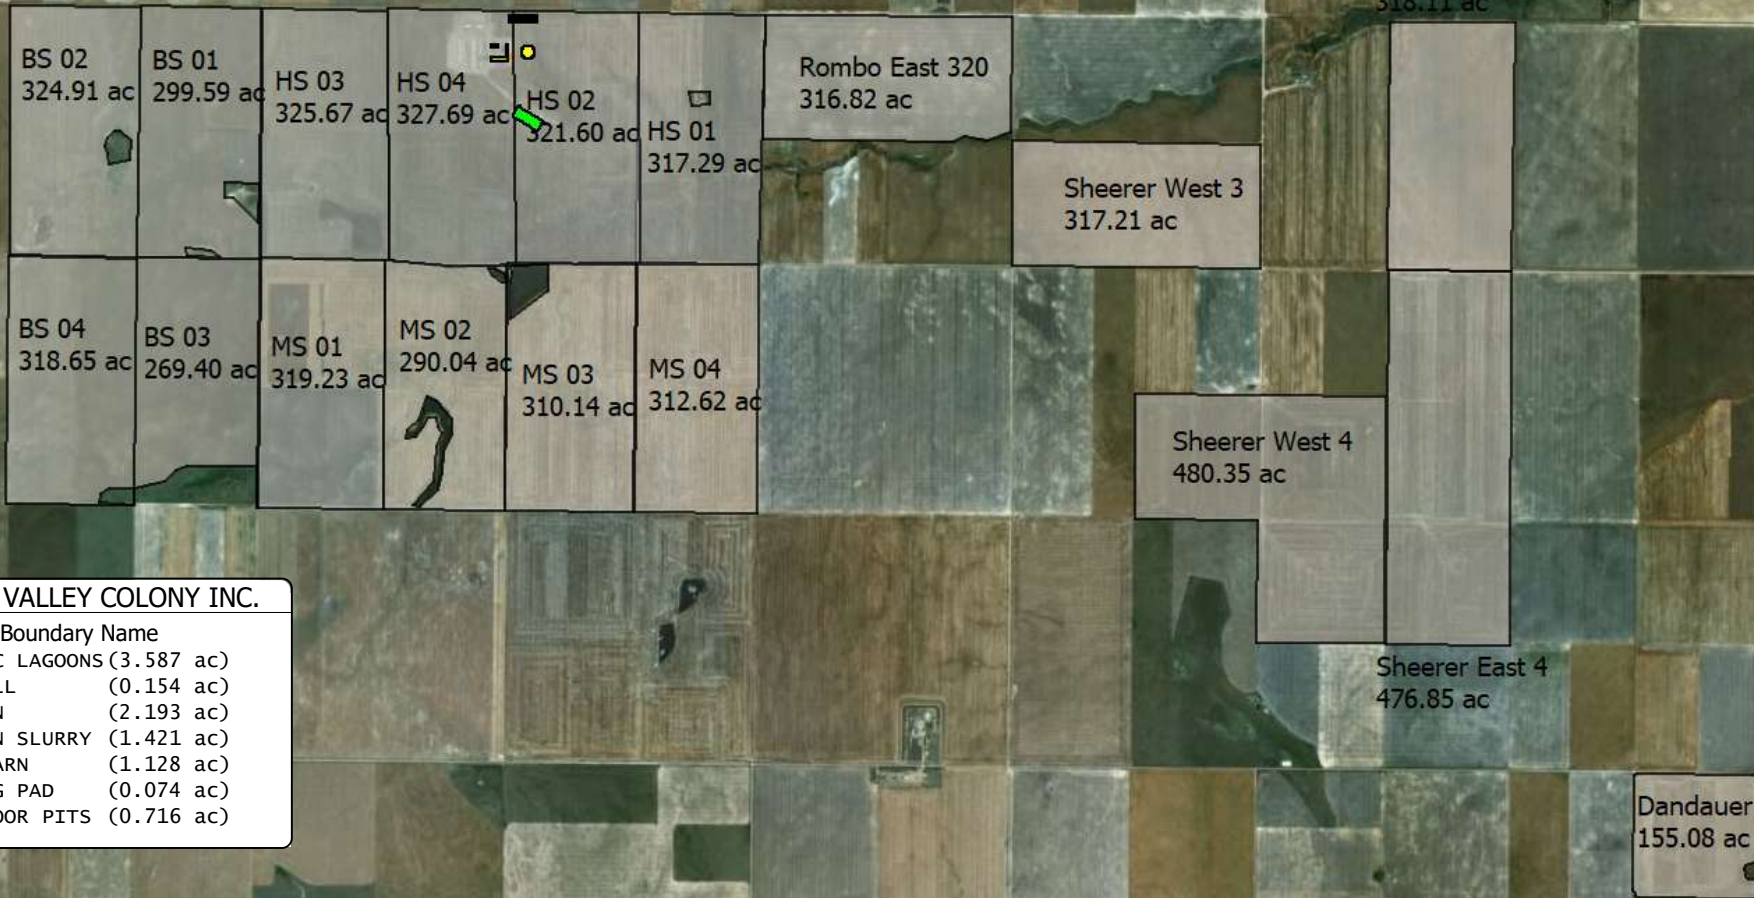 318.11 ac
BS 02
324.91 ac
BS 01
299.59 ac
HS 03
325.67 ac
HS 04
327.69 ac
HS 02
321.60 ac
HS 01
317.29 ac
Rombo East 320
316.82 ac
Sheerer West 3
317.21 ac
BS 04
318.65 ac
BS 03
269.40 ac
MS 01
319.23 ac
MS 02
290.04 ac
MS 03
310.14 ac
MS 04
312.62 ac
Sheerer West 4
480.35 ac
Sheerer East 4
476.85 ac
Dandauer
155.08 ac
VALLEY COLONY INC.
Boundary Name
LAGOONS (3.587 ac)
(0.154 ac)
(2.193 ac)
SLURRY (1.421 ac)
(1.128 ac)
PAD (0.074 ac)
PITS (0.716 ac)